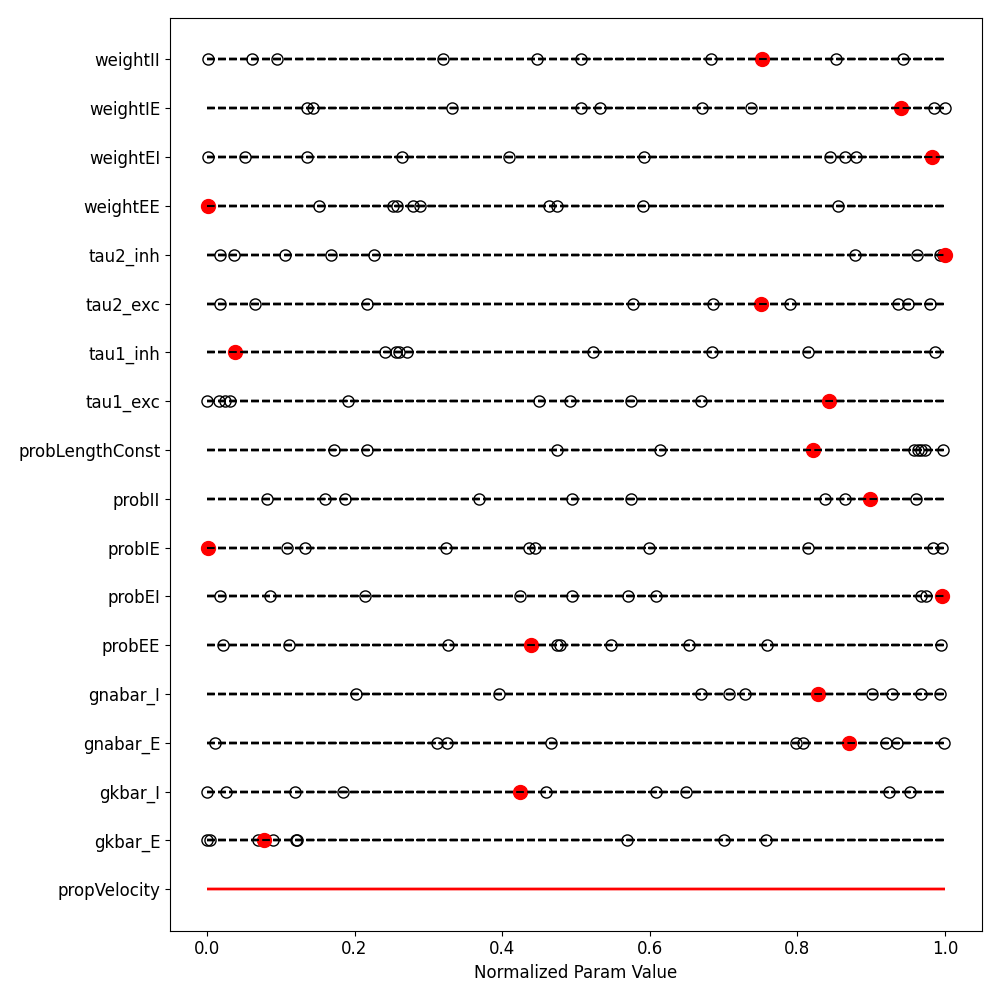 weightII
weightIE
weightEI
weightEE
tau2_inh
tau2_exc
tau1_inh
tau1_exc
probLengthConst
probII
probIE
probEI
probEE
gnabar_I
gnabar_E
gkbar_I
gkbar_E
propVelocity
0.0 0.2 0.4 0.6 0.8 1.0
Normalized Param Value